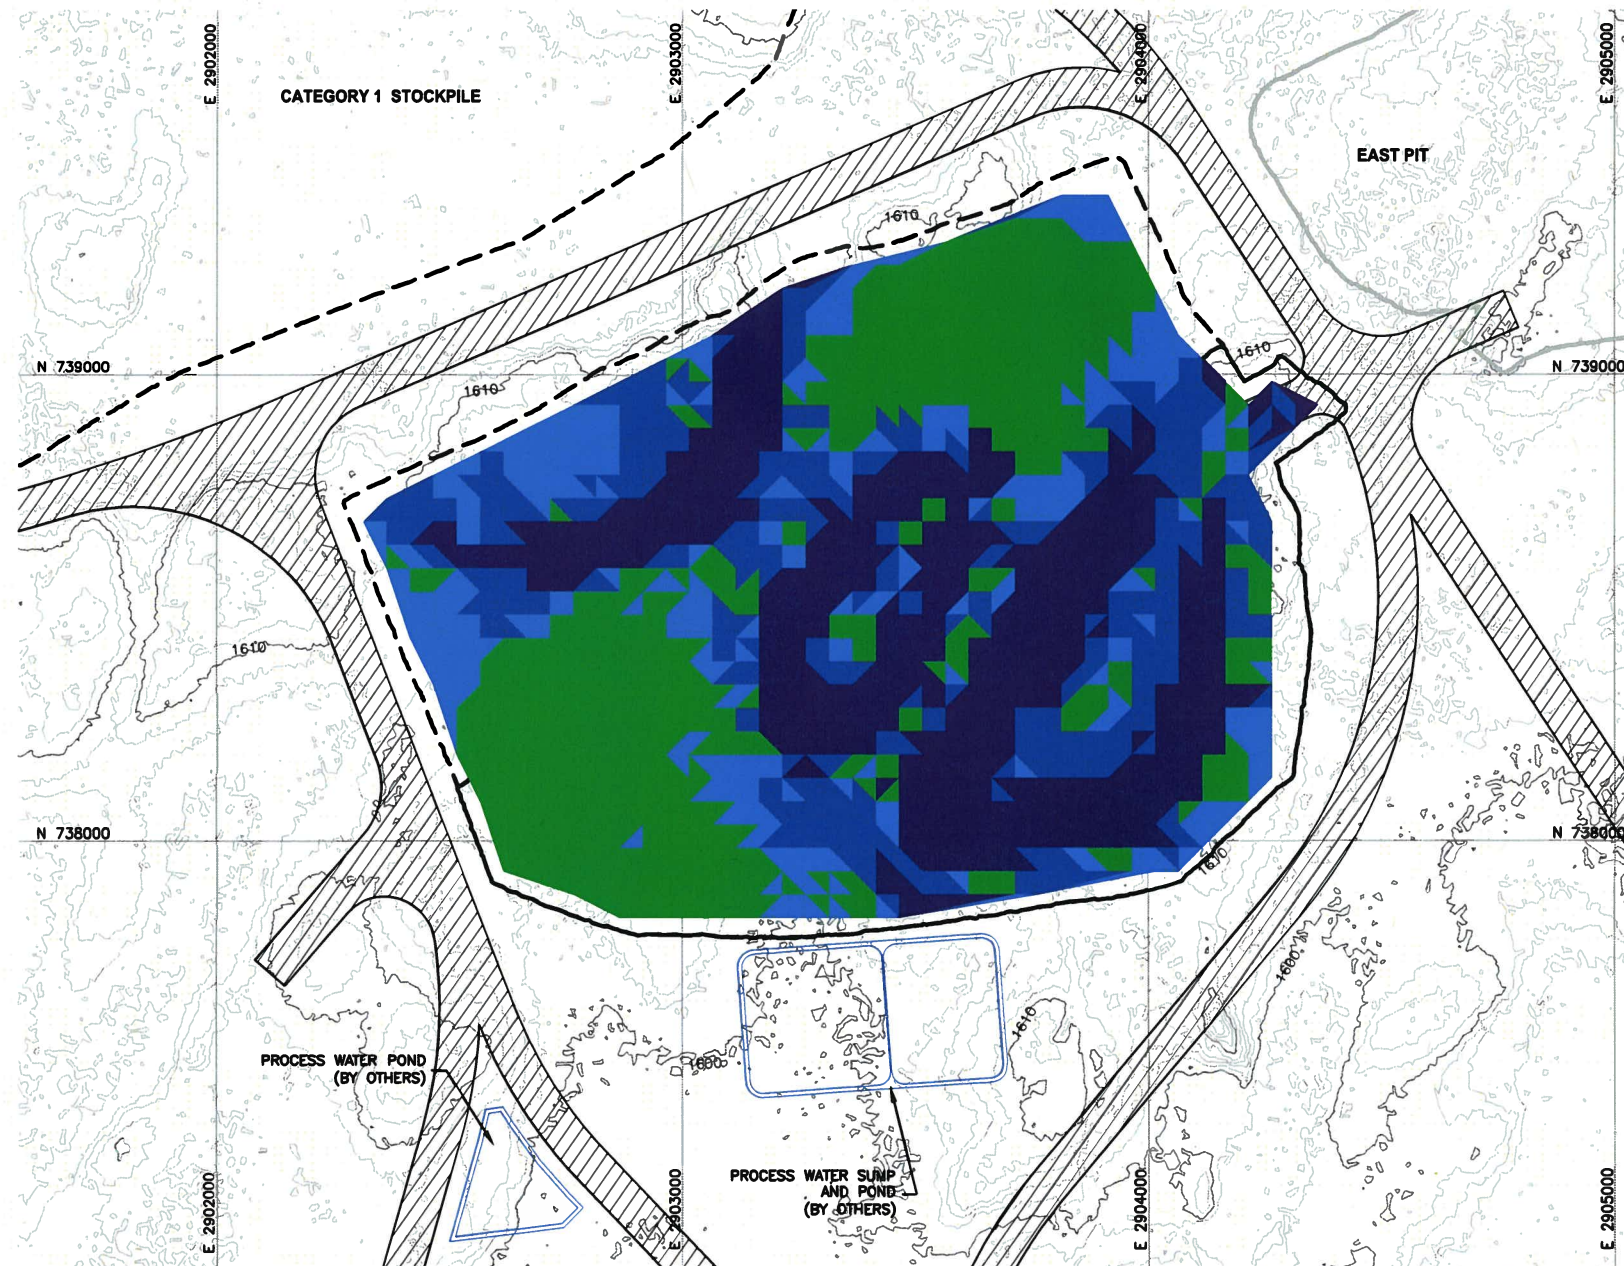 E 2902000
E 2903000
E 2904000
E 2905000
CATEGORY 1 STOCKPILE
EAST PIT
1610
1610
N 739000
N 739000
1610
1610
N 738000
N 738000
1610
1600
1610
PROCESS WATER POND
(BY OTHERS)
1600
PROCESS WATER SUMP
AND POND
(BY OTHERS)
E 2902000
E 2903000
E 2904000
E 2905000